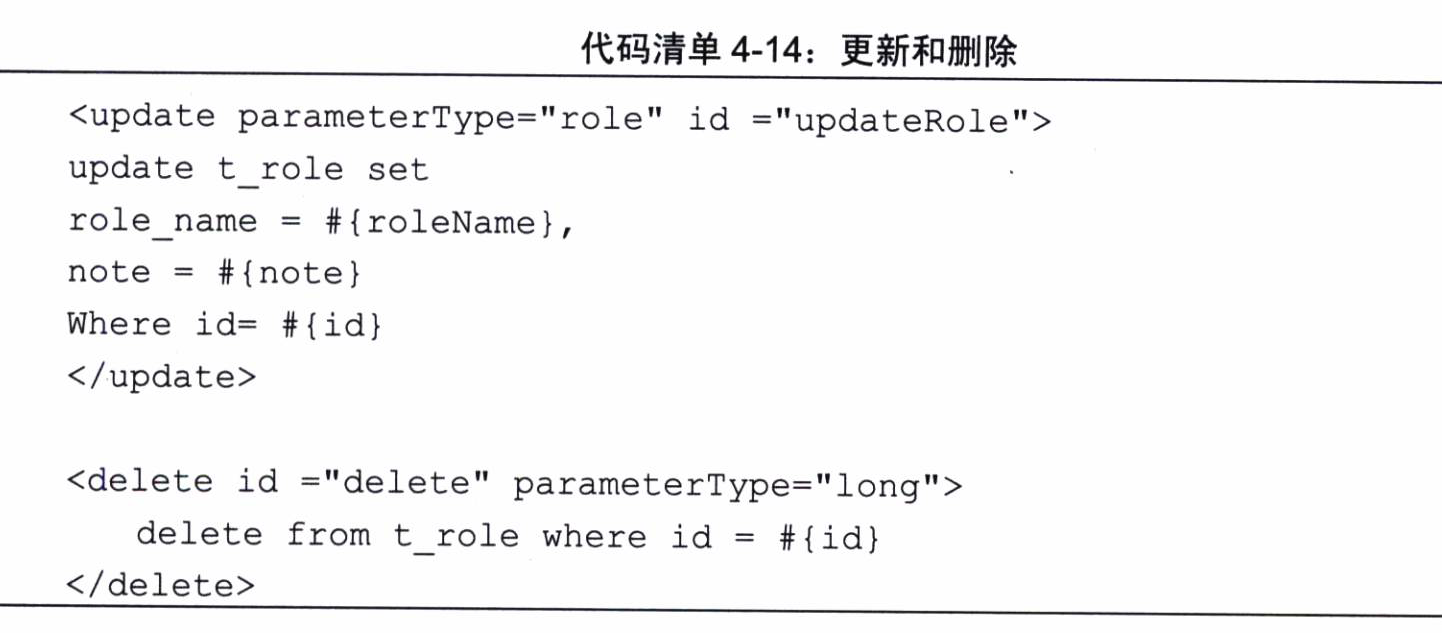 代码清单 4-14：更新和删除
<update parameterType="role" id ="updateRole">
update t_role set
role_name = #{roleName},
note = #{note}
Where id= #{id}
</update>
<delete id ="delete" parameterType="long">
delete from t_role where id = #{id}
</delete>